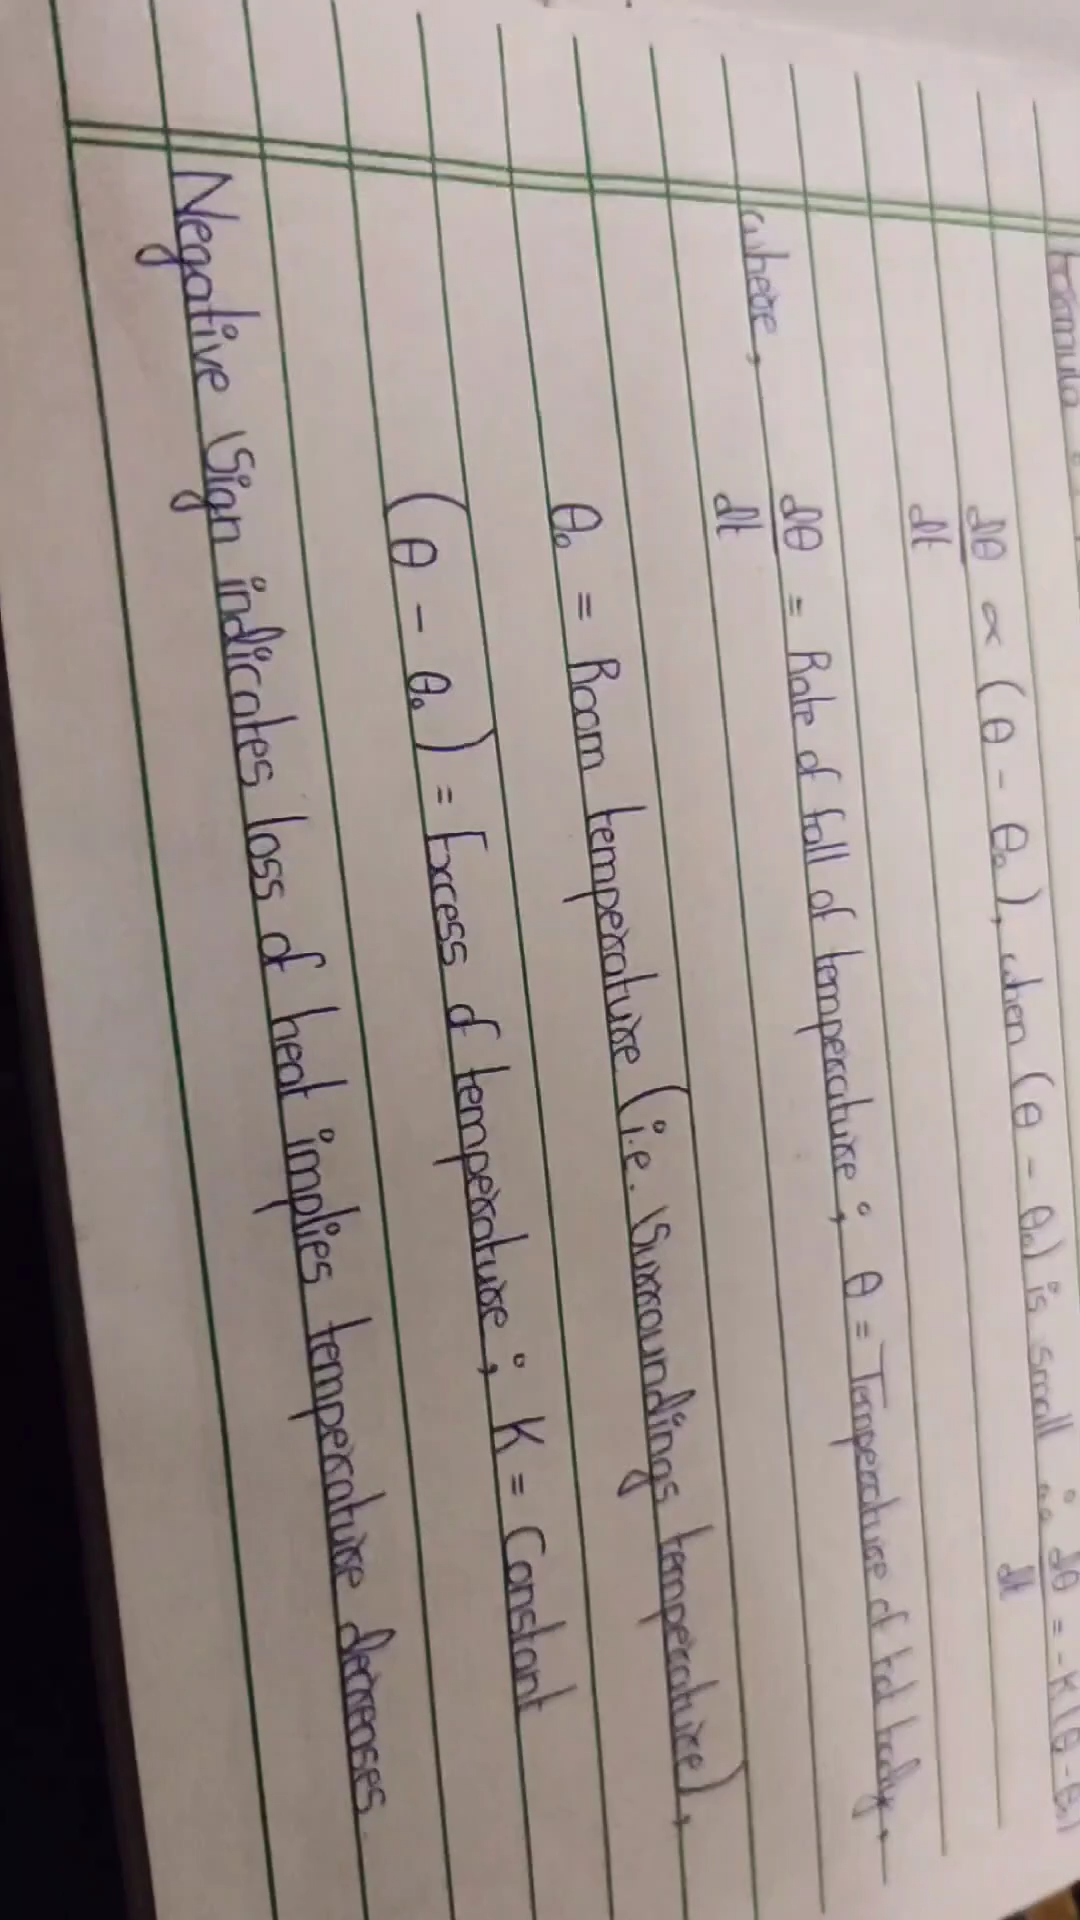 Formula
dθ/dt ∝ (θ - θ₀), when (θ - θ₀) is small ∴ dθ/dt = -K(θ - θ₀)
where, dθ/dt = Rate of fall of temperature ; θ = Temperature of hot body,
θ₀ = Room temperature (i.e. Surroundings temperature),
(θ - θ₀) = Excess of temperature ; K = Constant
Negative Sign indicates loss of heat implies temperature decreases.